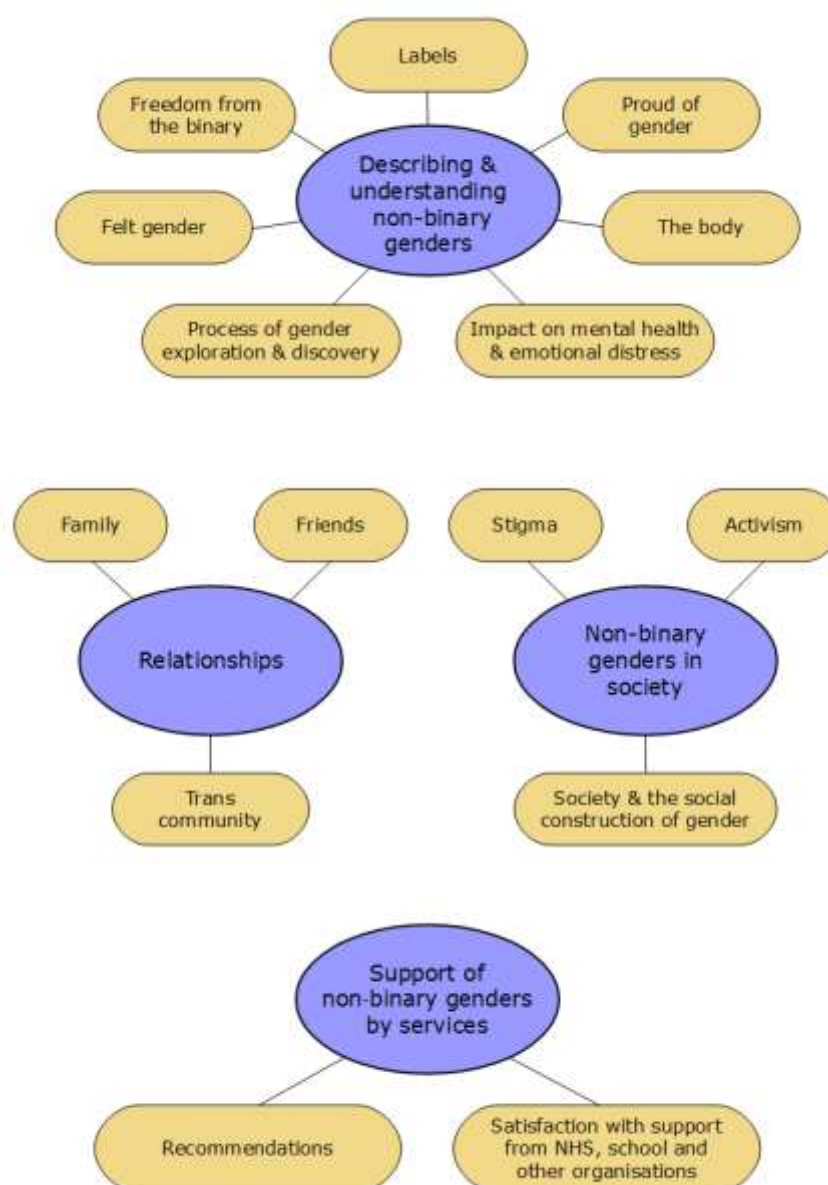 Labels
Freedom from
the binary
Proud of
gender
Describing &
understanding
non-binary
genders
Felt gender
The body
Process of gender
exploration & discovery
Impact on mental health
& emotional distress
Family
Friends
Stigma
Activism
Relationships
Non-binary
genders in
society
Trans
community
Society & the social
construction of gender
Support of
non-binary genders
by services
Recommendations
Satisfaction with support
from NHS, school and
other organisations